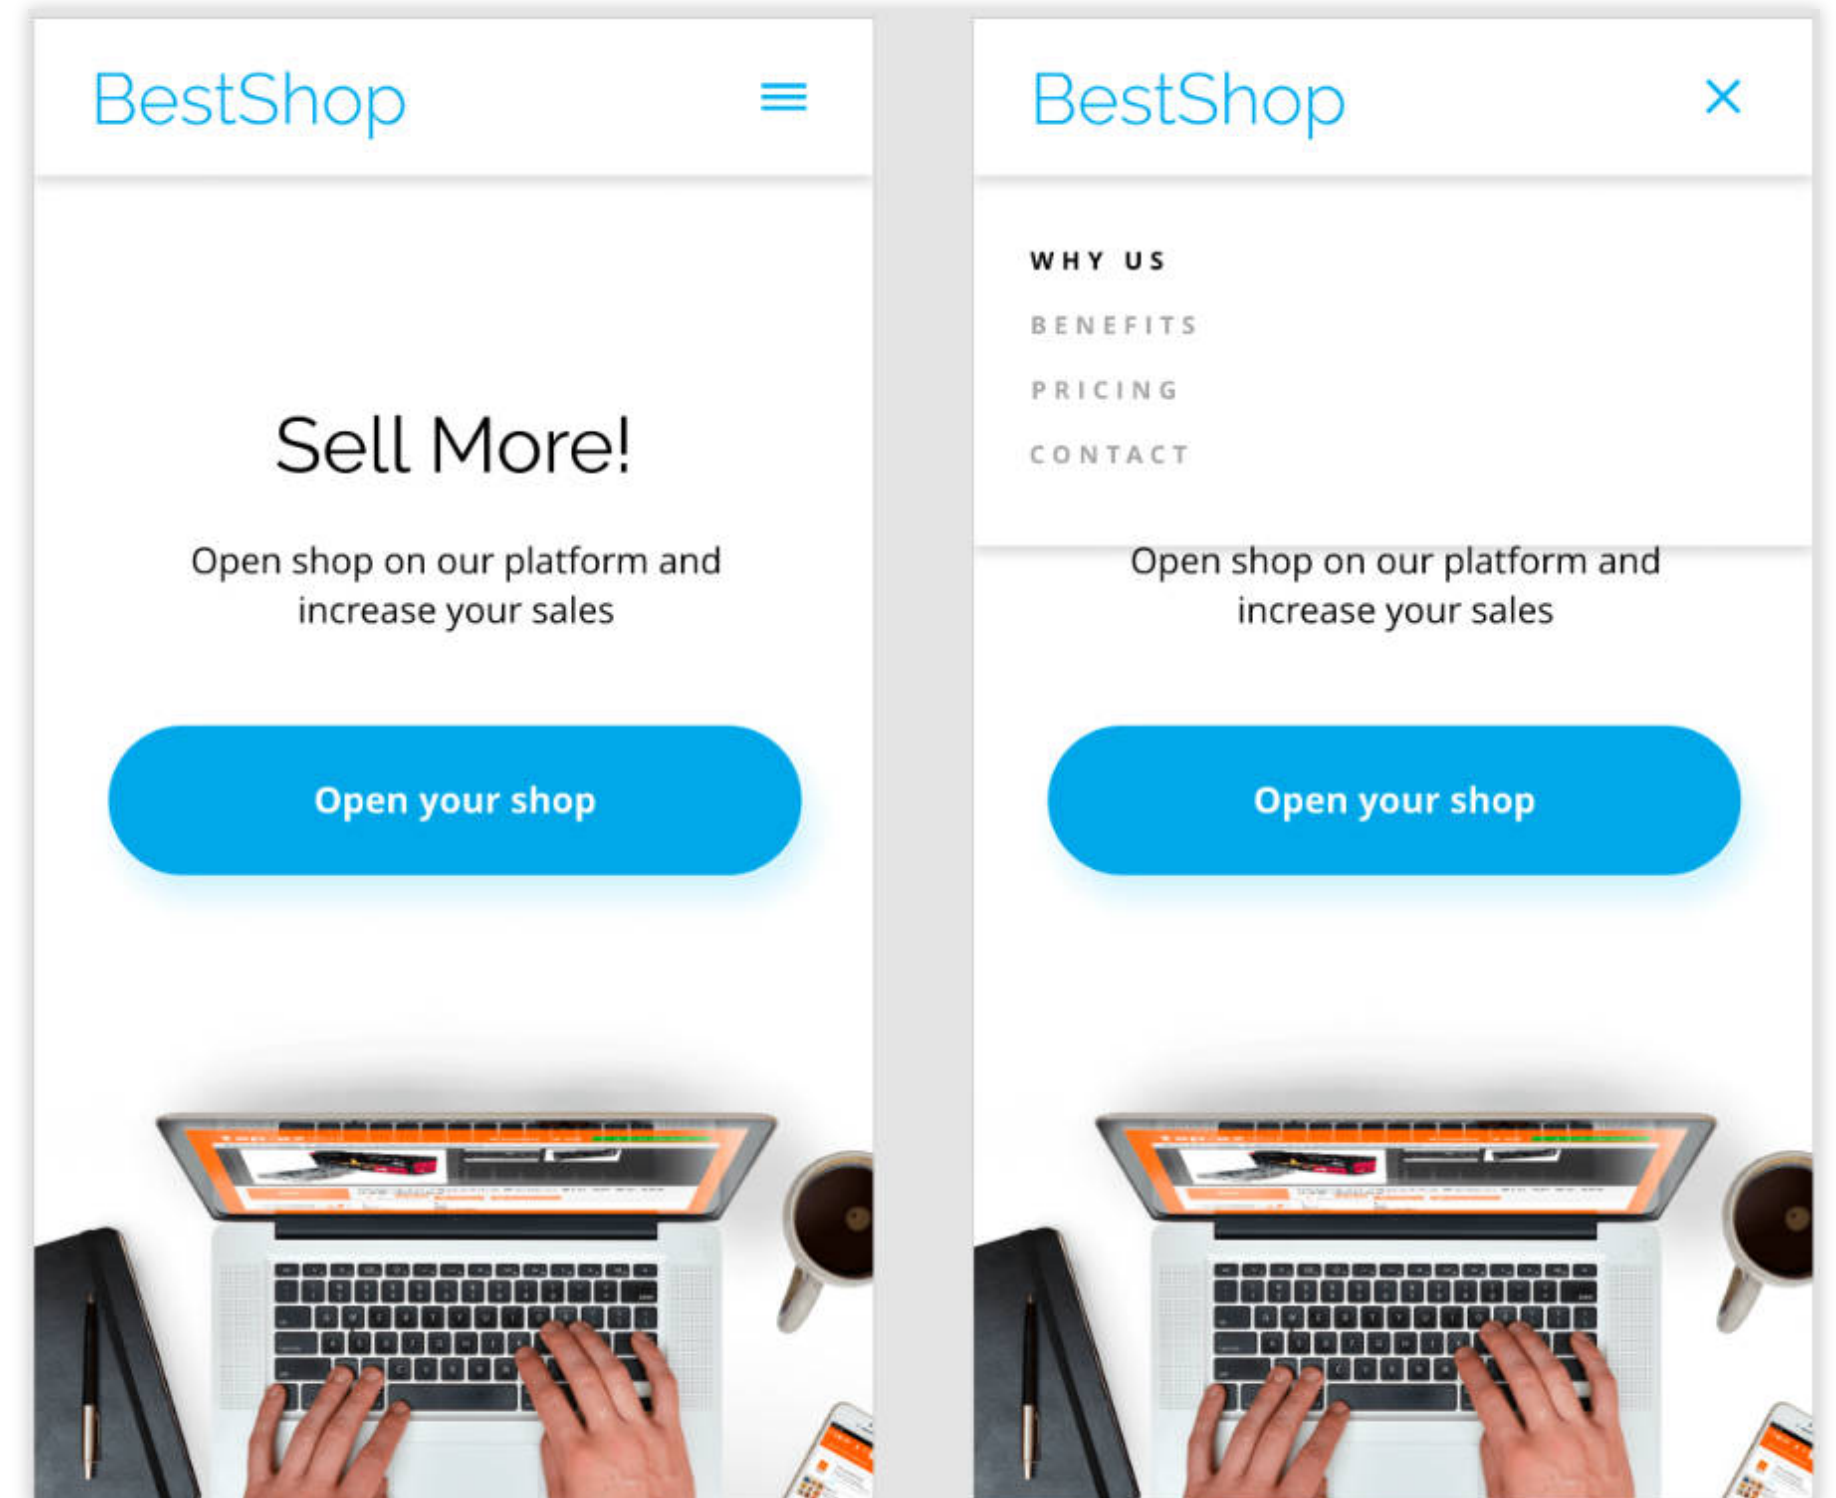 BestShop
Sell More!
Open shop on our platform and
increase your sales
Open your shop
BestShop
WHY US
BENEFITS
PRICING
CONTACT
Open shop on our platform and
increase your sales
Open your shop